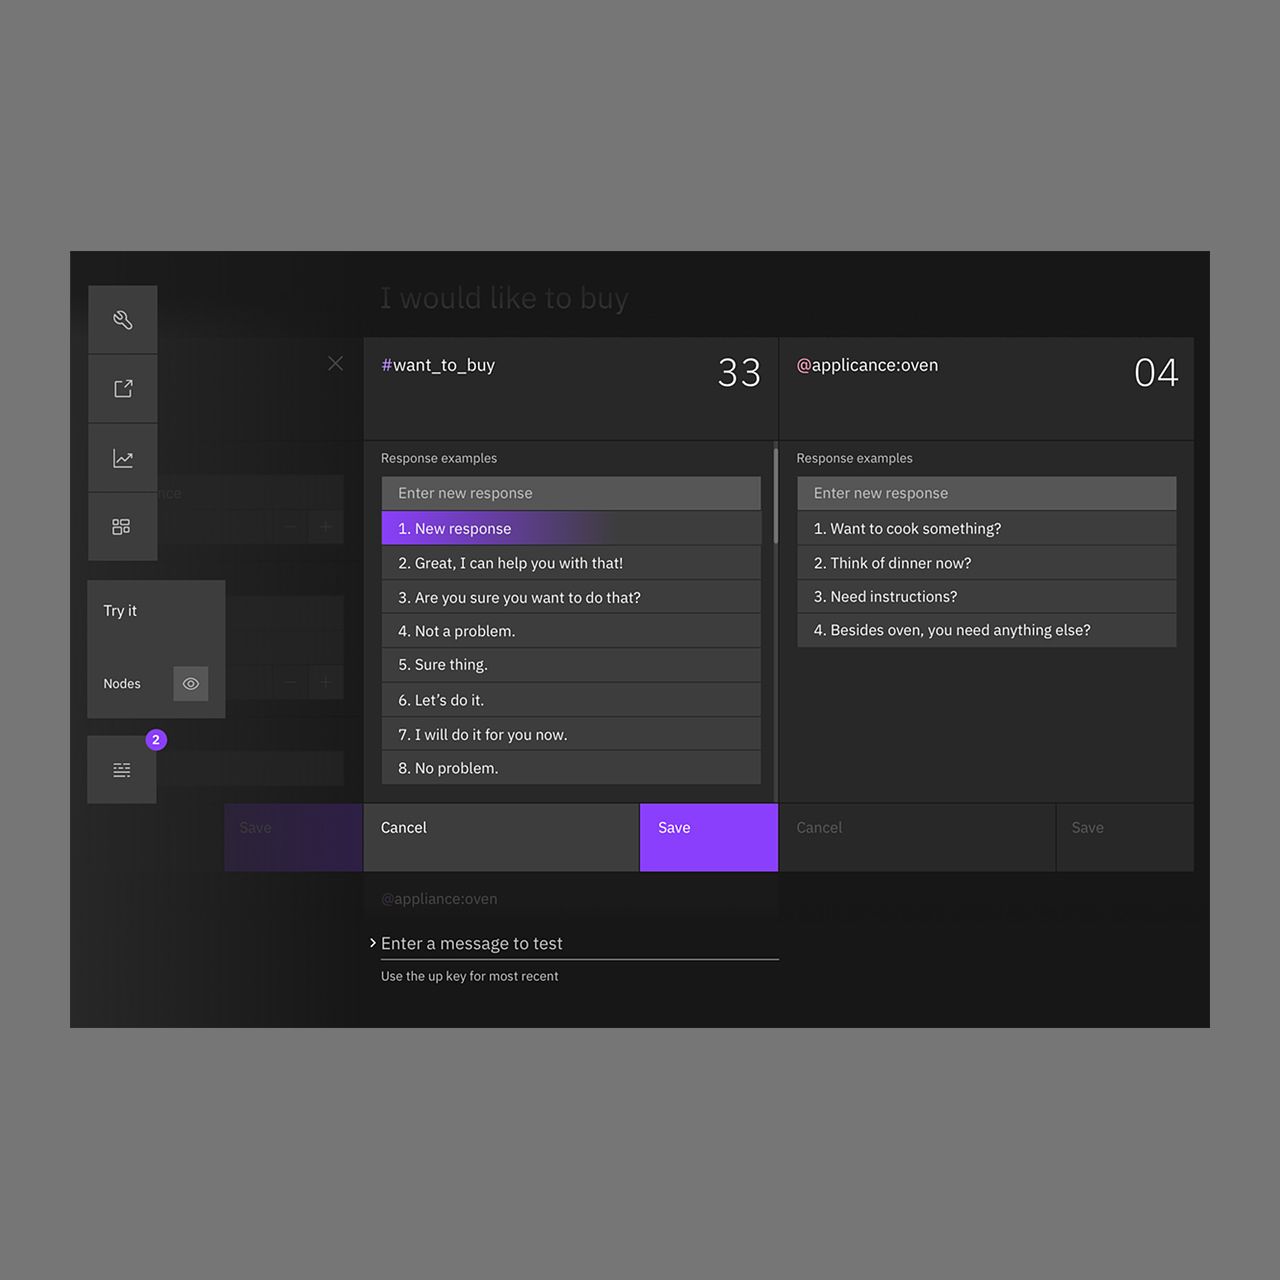 I would like to buy
#want_to_buy
33
@applicance:oven
04
Response examples
Enter new response
1. New response
2. Great, I can help you with that!
3. Are you sure you want to do that?
4. Not a problem.
5. Sure thing.
6. Let’s do it.
7. I will do it for you now.
8. No problem.
Response examples
Enter new response
1. Want to cook something?
2. Think of dinner now?
3. Need instructions?
4. Besides oven, you need anything else?
Try it
Nodes
2
Save
Cancel
Save
Cancel
Save
@appliance:oven
Enter a message to test
Use the up key for most recent